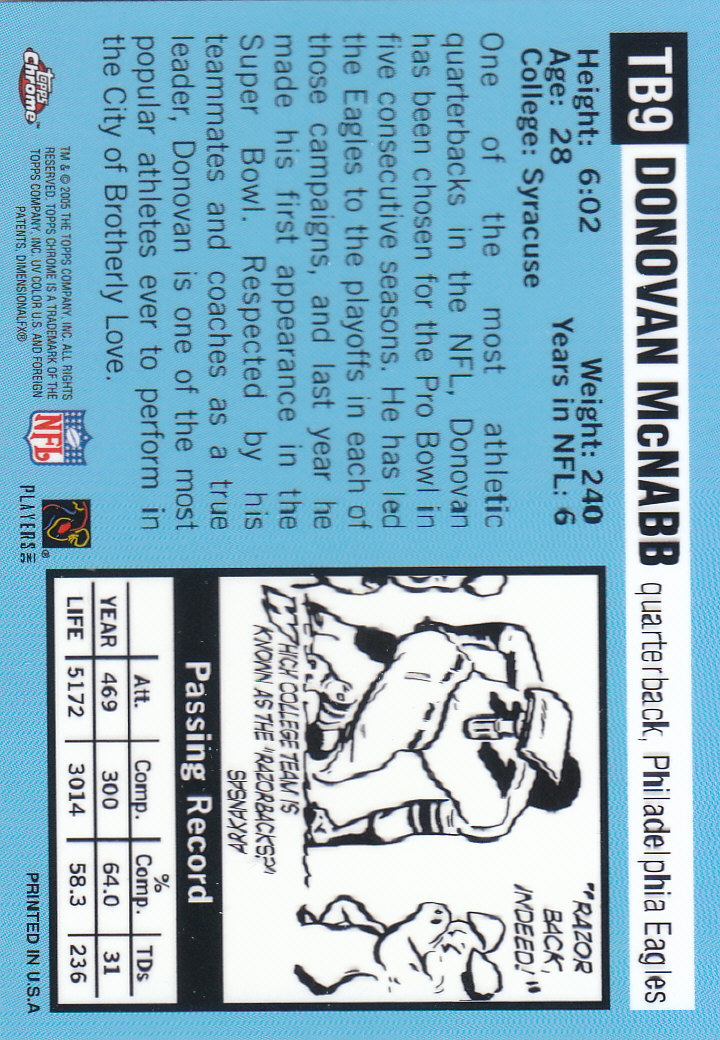 TB9 DONOVAN McNABB quarterback, Philadelphia Eagles
Height: 6:02 Weight: 240
Age: 28 Years in NFL: 6
College: Syracuse
One of the most athletic
quarterbacks in the NFL, Donovan
has been chosen for the Pro Bowl in
five consecutive seasons. He has led
the Eagles to the playoffs in each of
those campaigns, and last year he
made his first appearance in the
Super Bowl. Respected by his
teammates and coaches as a true
leader, Donovan is one of the most
popular athletes ever to perform in
the City of Brotherly Love.
topps
Chrome™
TM & © 2005 THE TOPPS COMPANY, INC. ALL RIGHTS
RESERVED. TOPPS CHROME IS A TRADEMARK OF THE
TOPPS COMPANY, INC. UV COLOR U.S. AND FOREIGN
PATENTS, DIMENSIONALFX®
NFL
PLAYERS INC
®
"RAZOR
BACK,
INDEED!"
WHICH COLLEGE TEAM IS
KNOWN AS THE "RAZORBACKS?"
ARKANSAS
Passing Record
Att. Comp. % Comp. TDs
YEAR 469 300 64.0 31
LIFE 5172 3014 58.3 236
PRINTED IN U.S.A